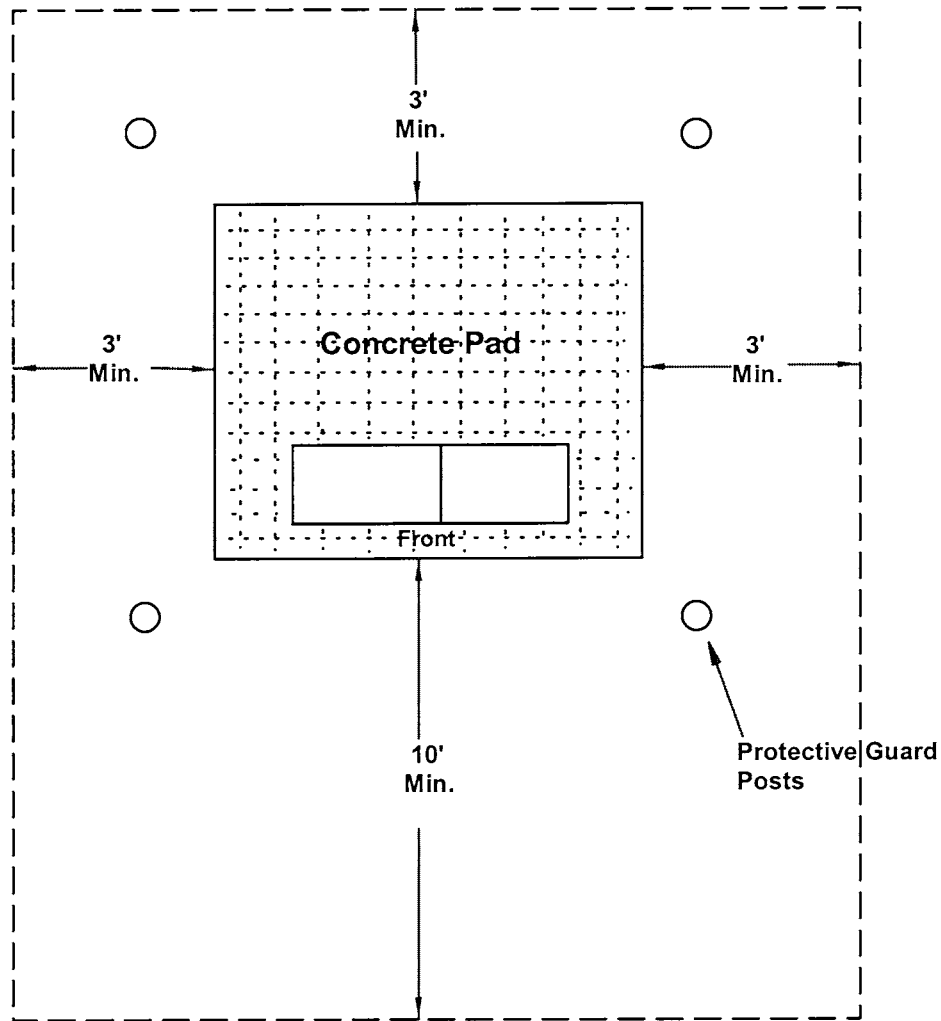 3'
Min.
Concrete Pad
3'
Min.
3'
Min.
Front
10'
Min.
Protective Guard
Posts